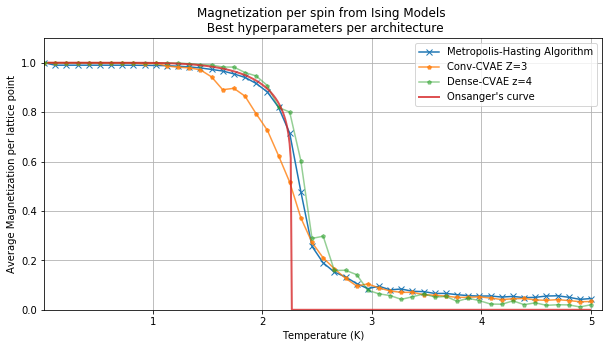 Magnetization per spin from Ising Models
Best hyperparameters per architecture
Metropolis-Hasting Algorithm
Conv-CVAE Z=3
Dense-CVAE z=4
Onsanger's curve
Average Magnetization per lattice point
1.0
0.8
0.6
0.4
0.2
0.0
1 2 3 4 5
Temperature (K)